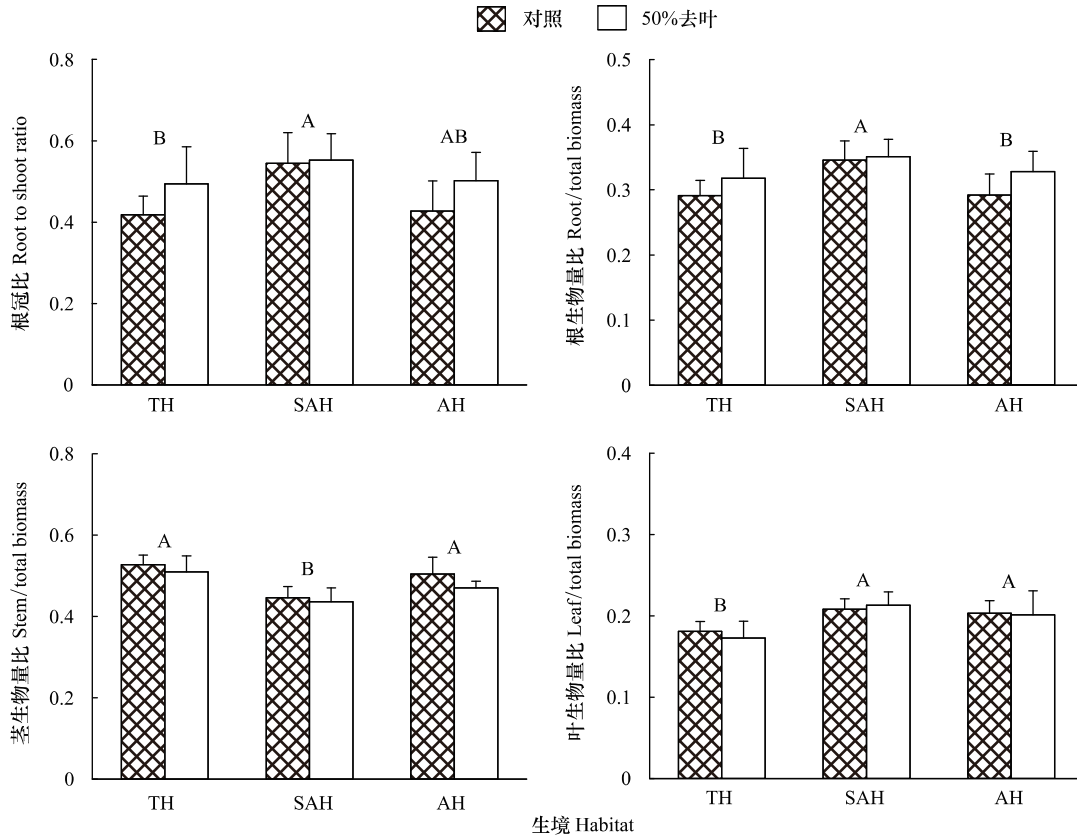 对照 50%去叶
根冠比 Root to shoot ratio
0.8
0.6
0.4
0.2
0
B
A
AB
TH SAH AH
根生物量比 Root/total biomass
0.5
0.4
0.3
0.2
0.1
0
B
A
B
TH SAH AH
茎生物量比 Stem/total biomass
0.8
0.6
0.4
0.2
0
A
B
A
TH SAH AH
叶生物量比 Leaf/total biomass
0.4
0.3
0.2
0.1
0
B
A
A
TH SAH AH
生境 Habitat